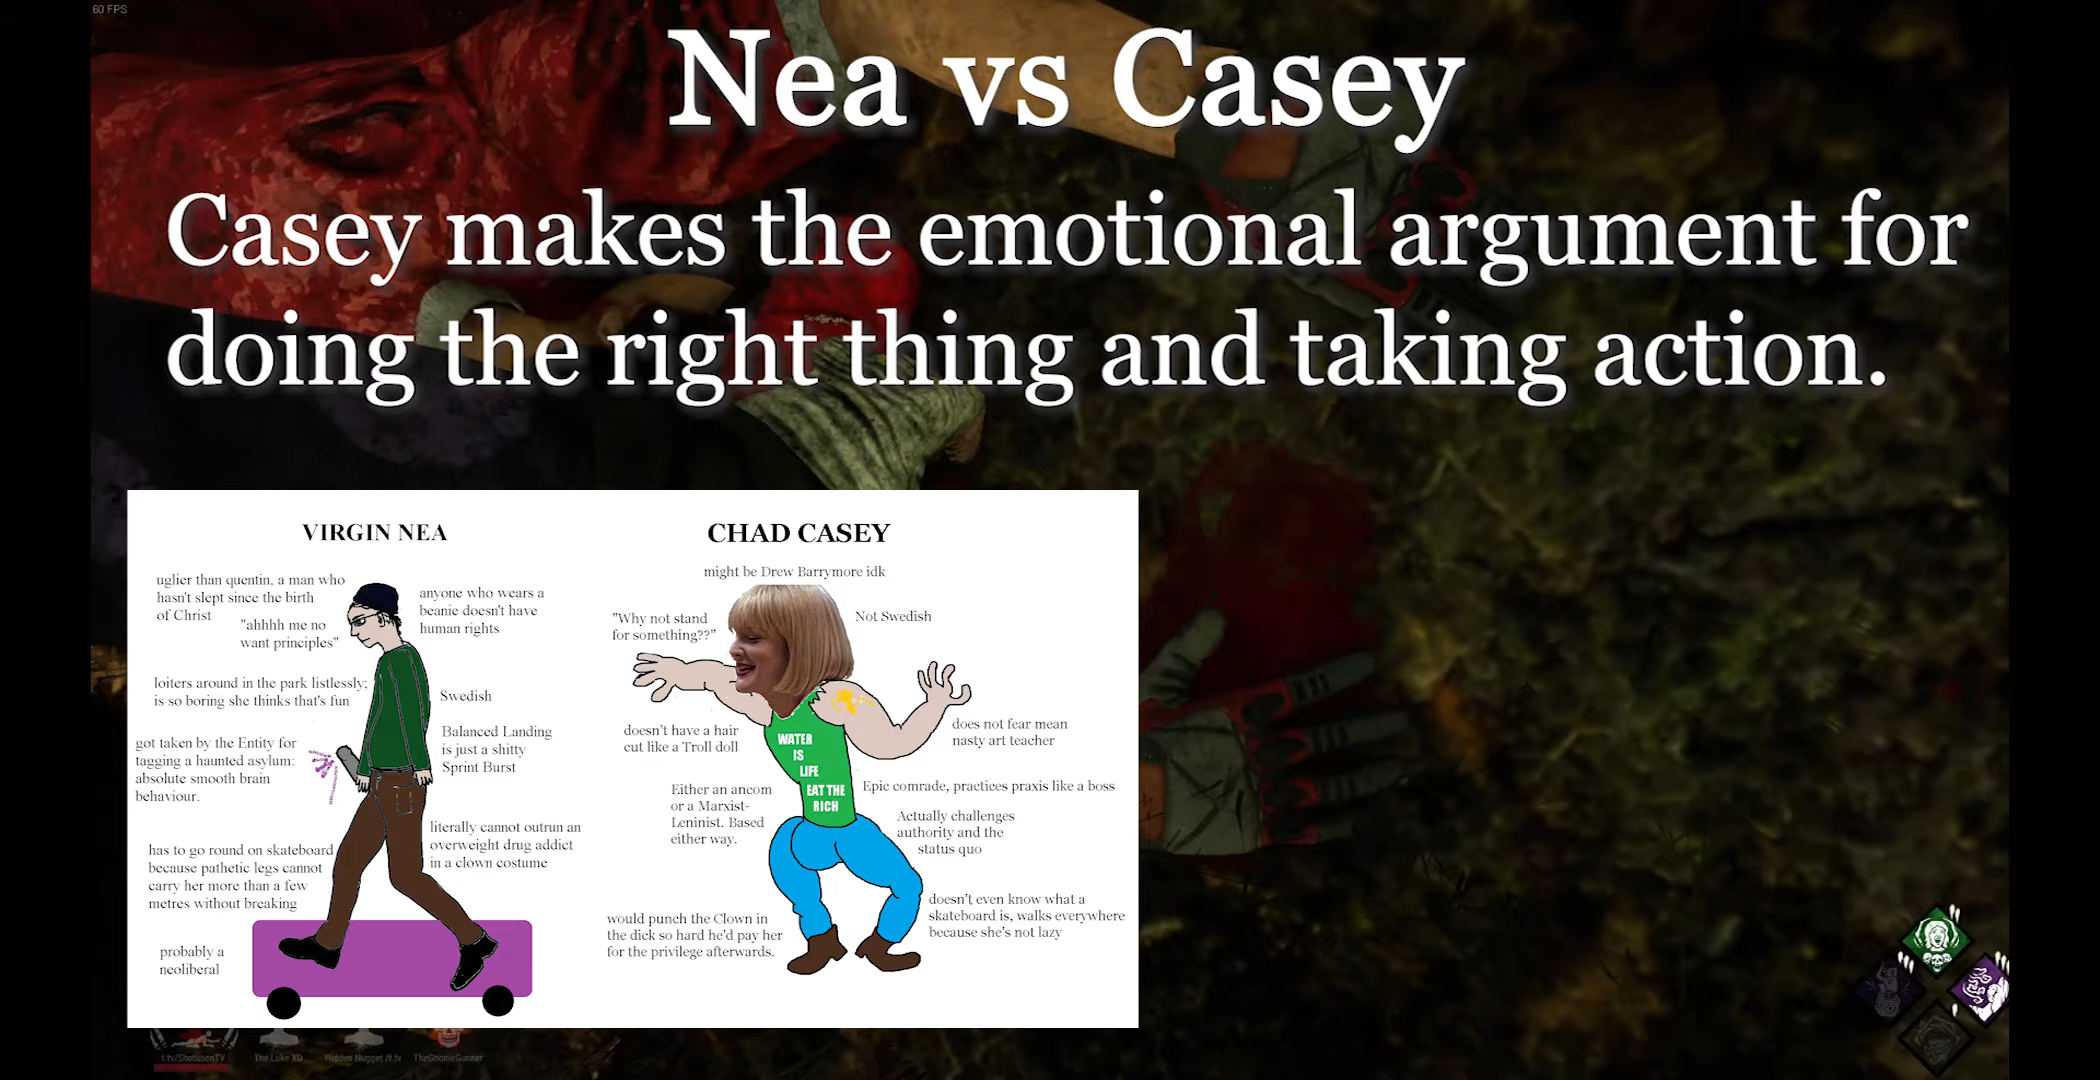 60 FPS
Nea vs Casey
Casey makes the emotional argument for
doing the right thing and taking action.
VIRGIN NEA
uglier than quentin, a man who
hasn't slept since the birth
of Christ
"ahhhh me no
want principles"
anyone who wears a
beanie doesn't have
human rights
loiters around in the park listlessly;
is so boring she thinks that's fun
Swedish
got taken by the Entity for
tagging a haunted asylum:
absolute smooth brain
behaviour.
Balanced Landing
is just a shitty
Sprint Burst
has to go round on skateboard
because pathetic legs cannot
carry her more than a few
metres without breaking
literally cannot outrun an
overweight drug addict
in a clown costume
probably a
neoliberal
CHAD CASEY
might be Drew Barrymore idk
"Why not stand
for something??"
Not Swedish
doesn't have a hair
cut like a Troll doll
does not fear mean
nasty art teacher
WATER
IS
LIFE
EAT THE
RICH
Either an ancom
or a Marxist-
Leninist. Based
either way.
Epic comrade, practices praxis like a boss
Actually challenges
authority and the
status quo
would punch the Clown in
the dick so hard he'd pay her
for the privilege afterwards.
doesn't even know what a
skateboard is, walks everywhere
because she's not lazy
t.tv/ShotusenTV
The Luke XD
Hidden Nugget /t.tv
TheGoonieGunner